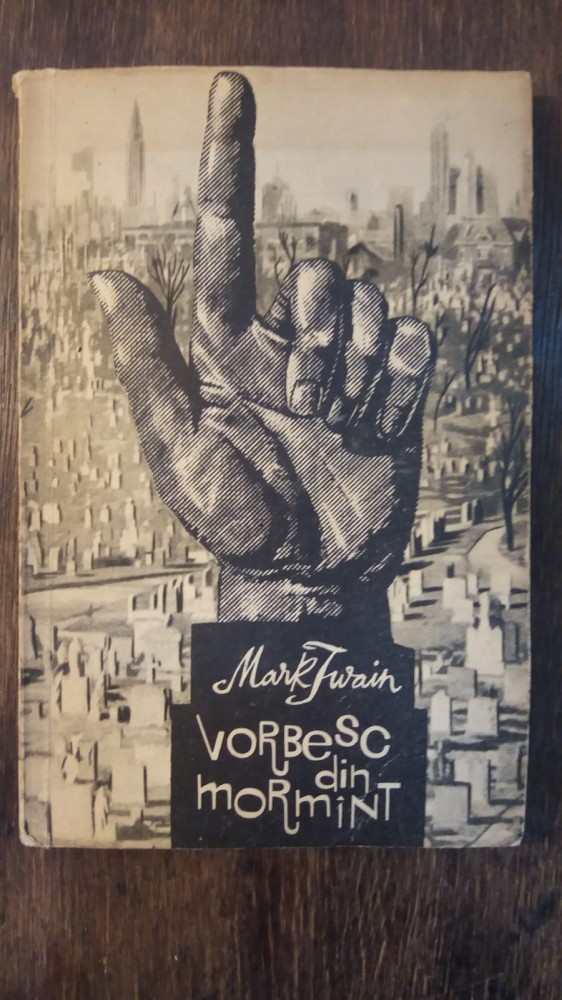 Mark Twain
VORBESC
din
MORMINT